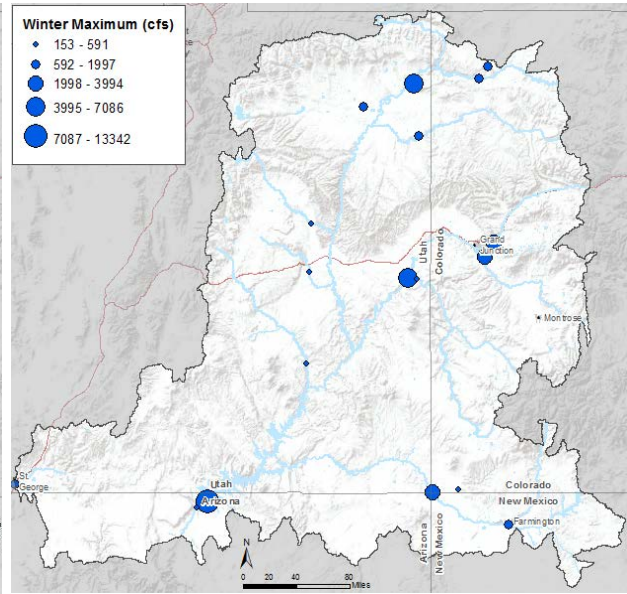 Winter Maximum (cfs)
153 - 591
592 - 1997
1998 - 3994
3995 - 7086
7087 - 13342
Utah
Colorado
Grand
Junction
Montrose
St.
George
Utah
Arizona
Colorado
New Mexico
Arizona
New Mexico
Farmington
N
0 20 40 80
Miles